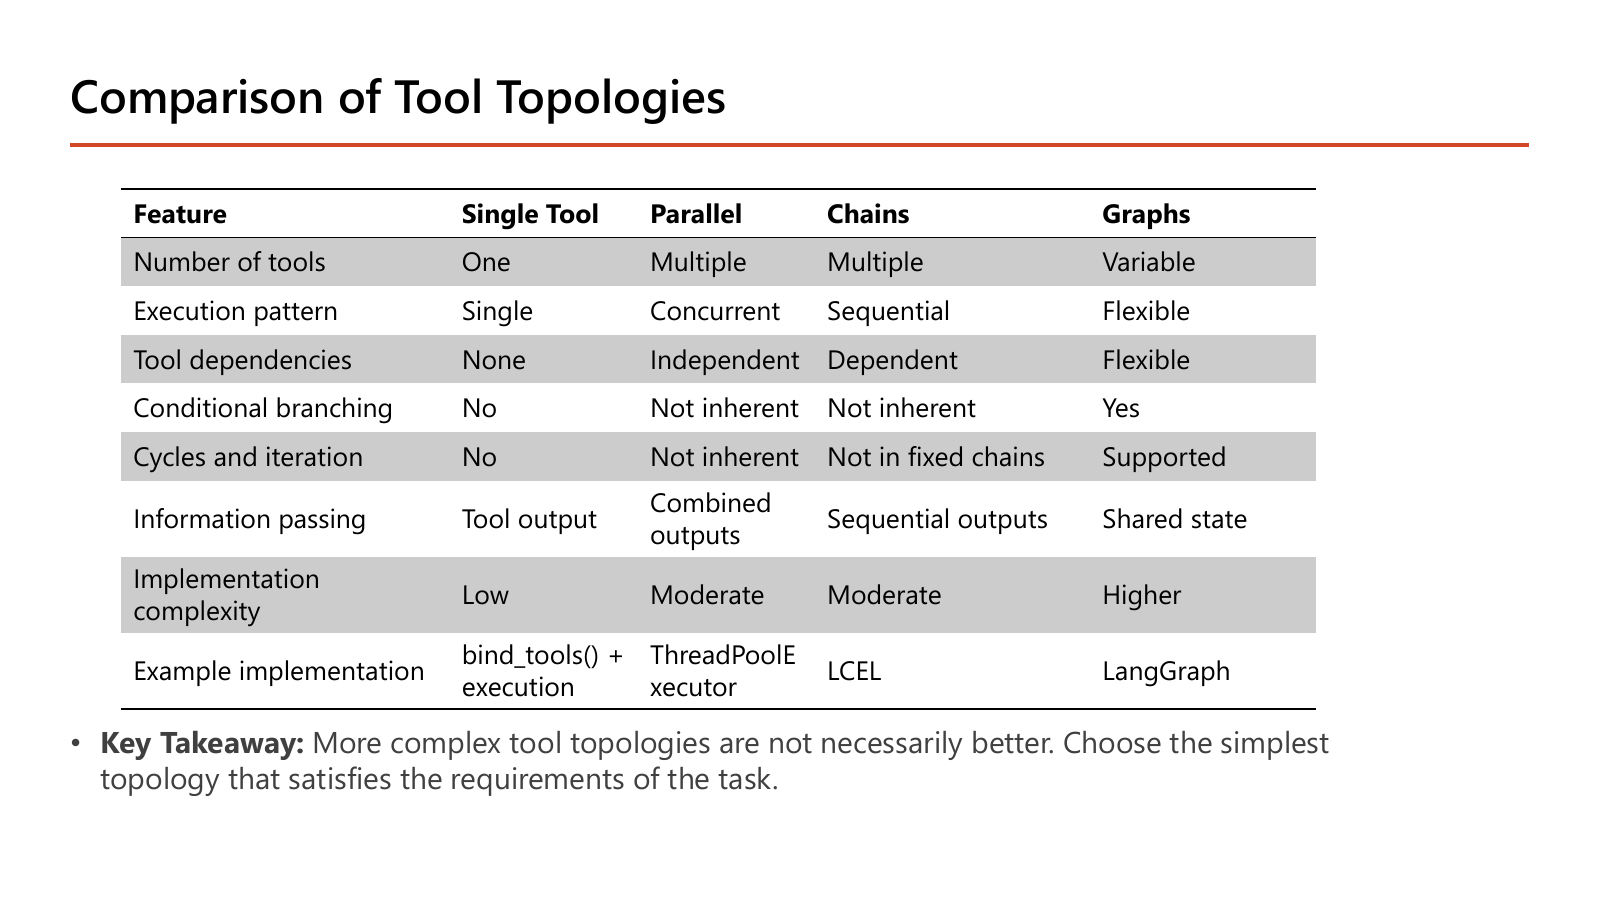 Comparison of Tool Topologies
Feature Single Tool Parallel Chains Graphs
Number of tools One Multiple Multiple Variable
Execution pattern Single Concurrent Sequential Flexible
Tool dependencies None Independent Dependent Flexible
Conditional branching No Not inherent Not inherent Yes
Cycles and iteration No Not inherent Not in fixed chains Supported
Information passing Tool output Combined
outputs Sequential outputs Shared state
Implementation
complexity Low Moderate Moderate Higher
Example implementation bind_tools() +
execution ThreadPoolE
xecutor LCEL LangGraph
• Key Takeaway: More complex tool topologies are not necessarily better. Choose the simplest
topology that satisfies the requirements of the task.